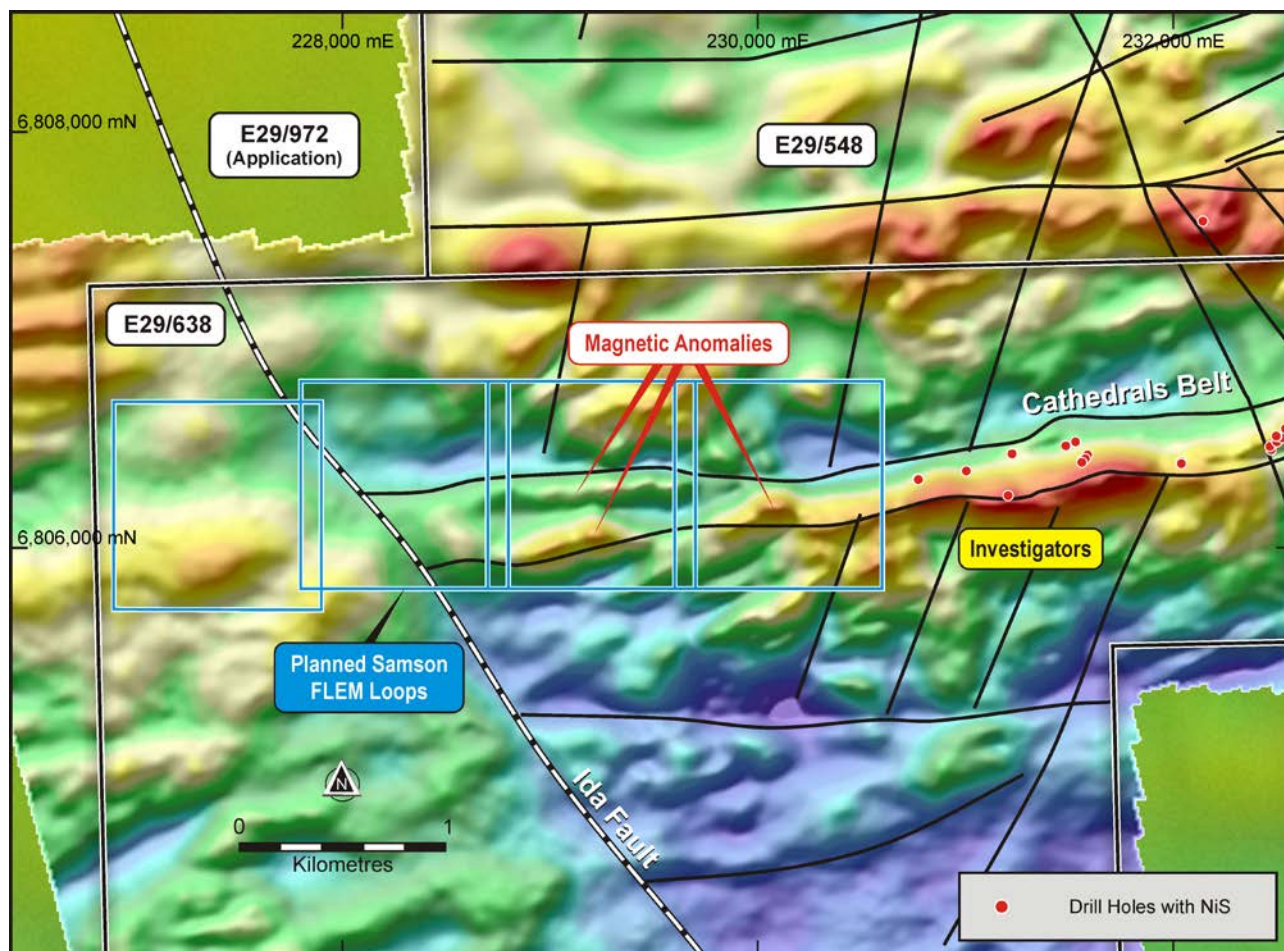 228,000 mE
230,000 mE
232,000 mE
6,808,000 mN
E29/972
(Application)
E29/548
E29/638
Magnetic Anomalies
Cathedrals Belt
6,806,000 mN
Investigators
Planned Samson
FLEM Loops
N
Ida Fault
0 1
Kilometres
Drill Holes with NiS